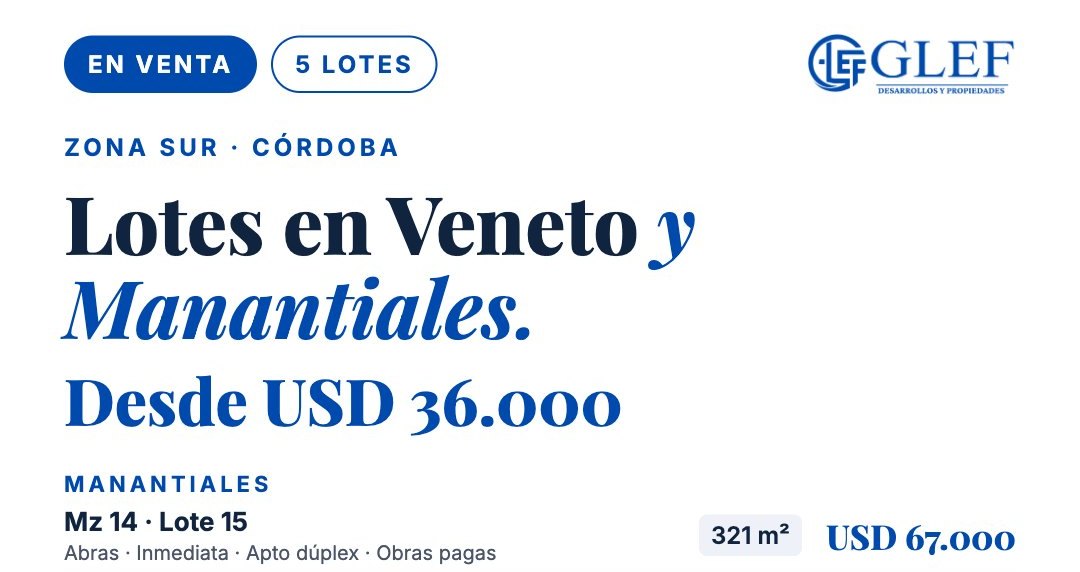 EN VENTA
5 LOTES
GLEF
DESARROLLOS Y PROPIEDADES
ZONA SUR · CÓRDOBA
Lotes en Veneto y
Manantiales.
Desde USD 36.000
MANANTIALES
Mz 14 · Lote 15
321 m²
USD 67.000
Abras · Inmediata · Apto dúplex · Obras pagas